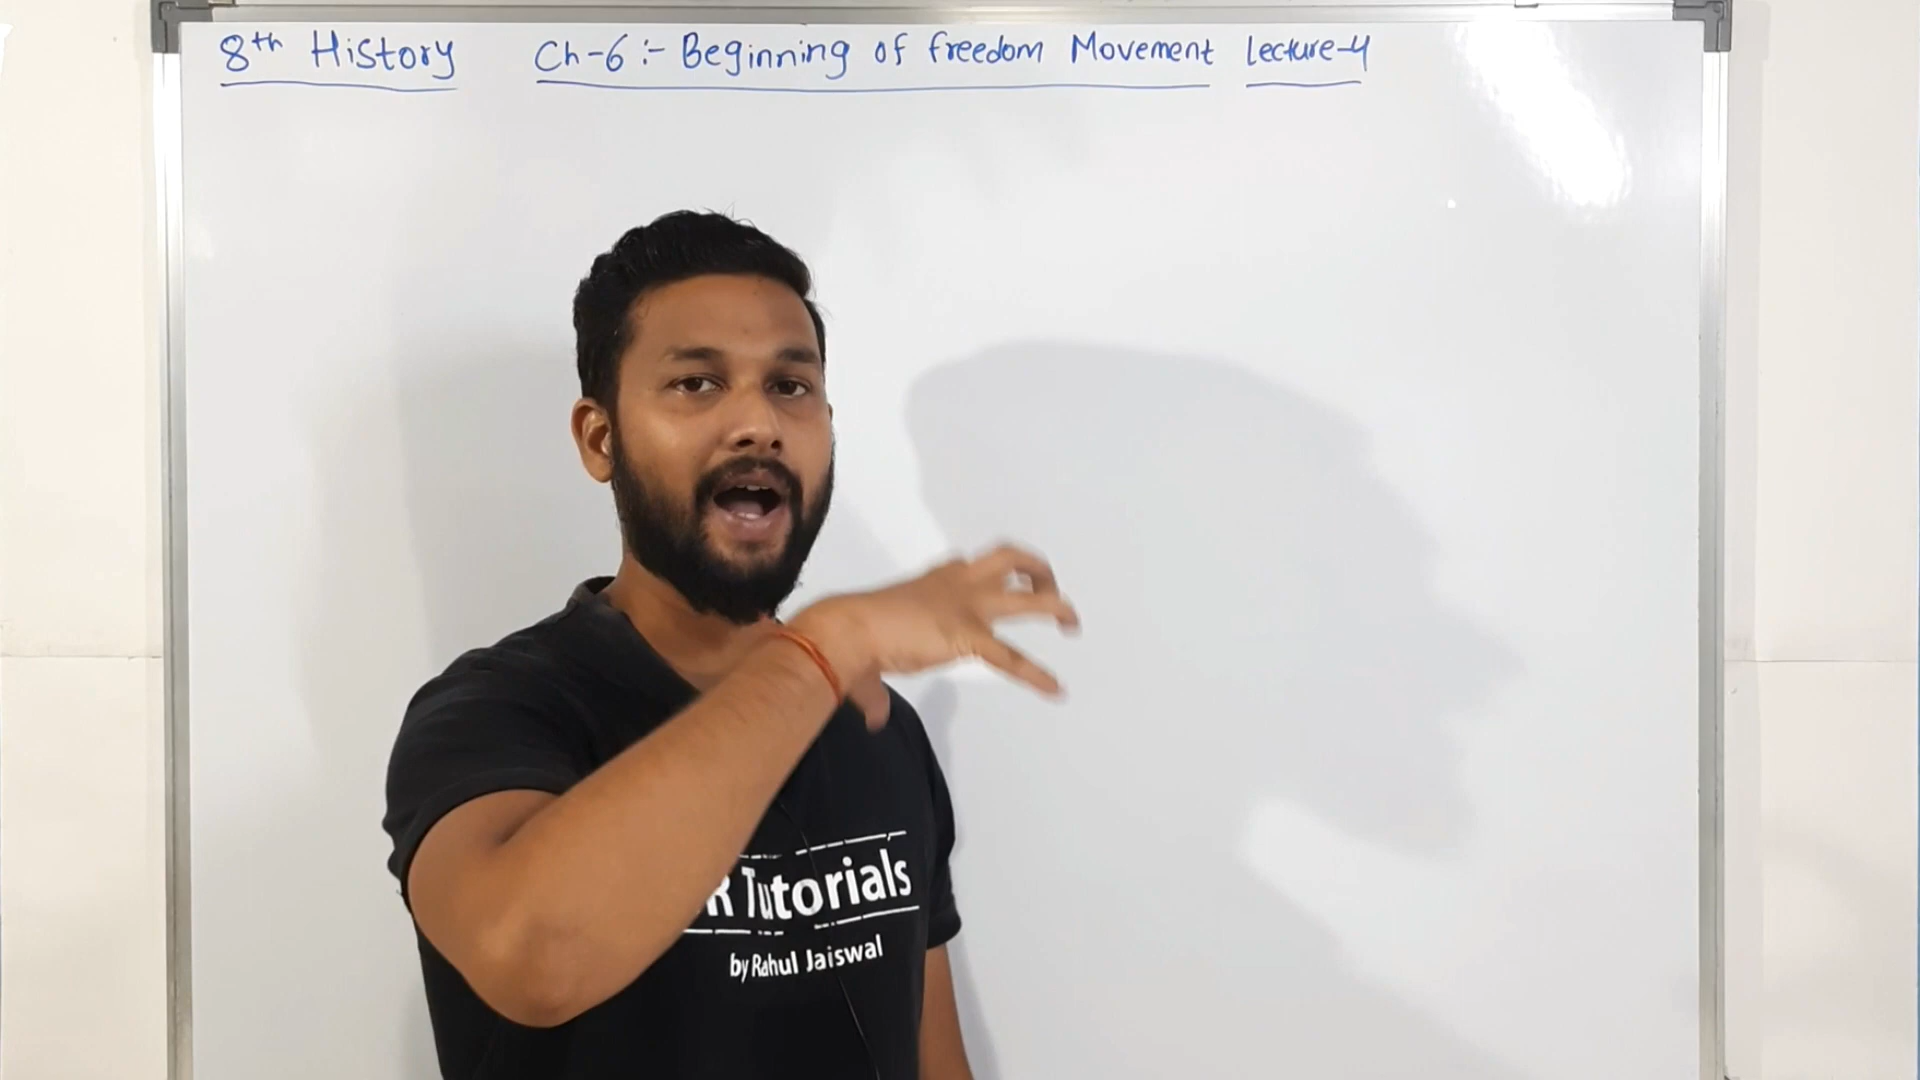 8th History Ch-6 :- Beginning of freedom Movement Lecture-4
Tutorials
by Rahul Jaiswal